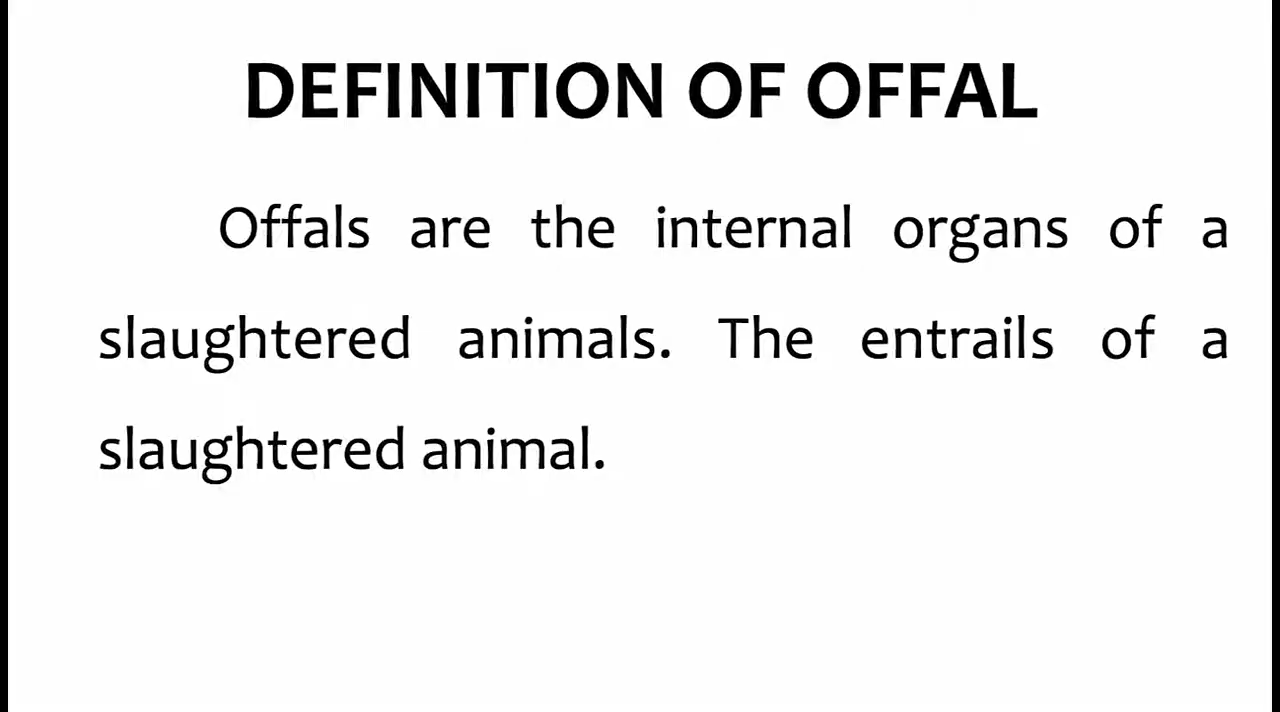 DEFINITION OF OFFAL
Offals are the internal organs of a
slaughtered animals. The entrails of a
slaughtered animal.